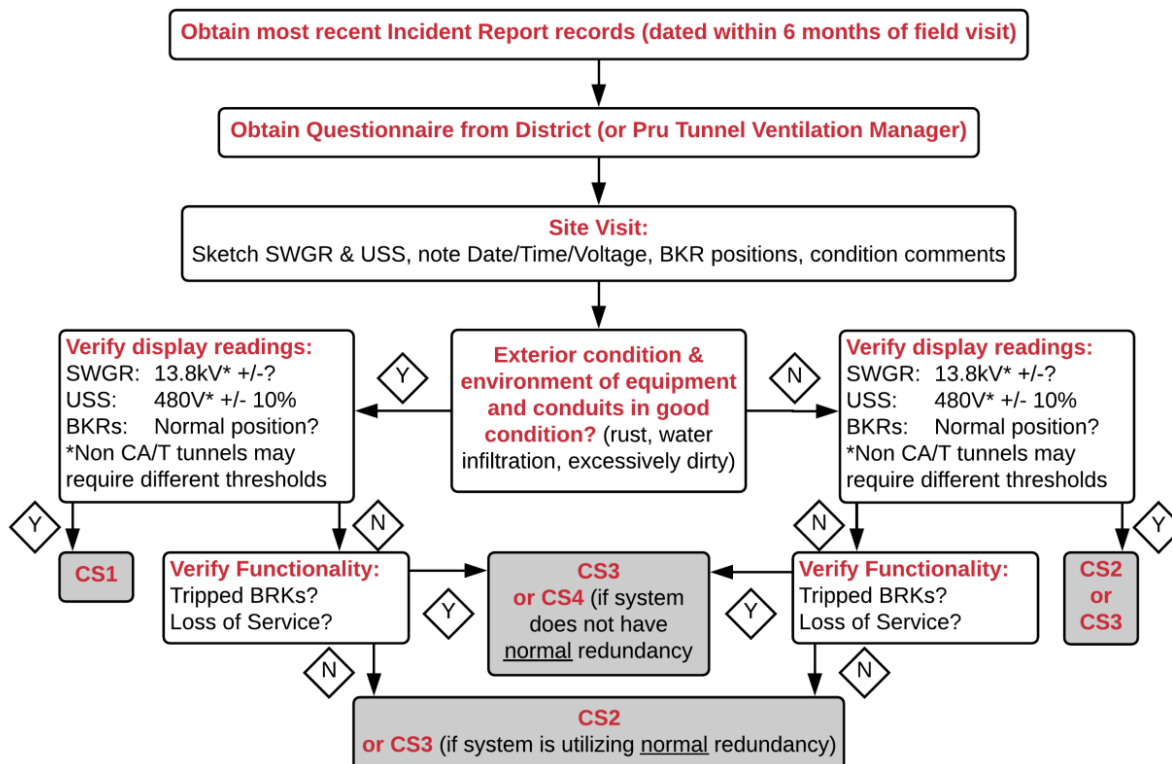 Obtain most recent Incident Report records (dated within 6 months of field visit)
Obtain Questionnaire from District (or Pru Tunnel Ventilation Manager)
Site Visit:
Sketch SWGR & USS, note Date/Time/Voltage, BKR positions, condition comments
Verify display readings:
SWGR: 13.8kV* +/-?
USS: 480V* +/- 10%
BKRs: Normal position?
*Non CA/T tunnels may
require different thresholds
Y
Exterior condition &
environment of equipment
and conduits in good
condition? (rust, water
infiltration, excessively dirty)
N
Verify display readings:
SWGR: 13.8kV* +/-?
USS: 480V* +/- 10%
BKRs: Normal position?
*Non CA/T tunnels may
require different thresholds
Y
N
N
Y
CS1
Verify Functionality:
Tripped BRKs?
Loss of Service?
Y
N
CS3
or CS4 (if system
does not have
normal redundancy
Verify Functionality:
Tripped BRKs?
Loss of Service?
Y
N
CS2
or
CS3
CS2
or CS3 (if system is utilizing normal redundancy)